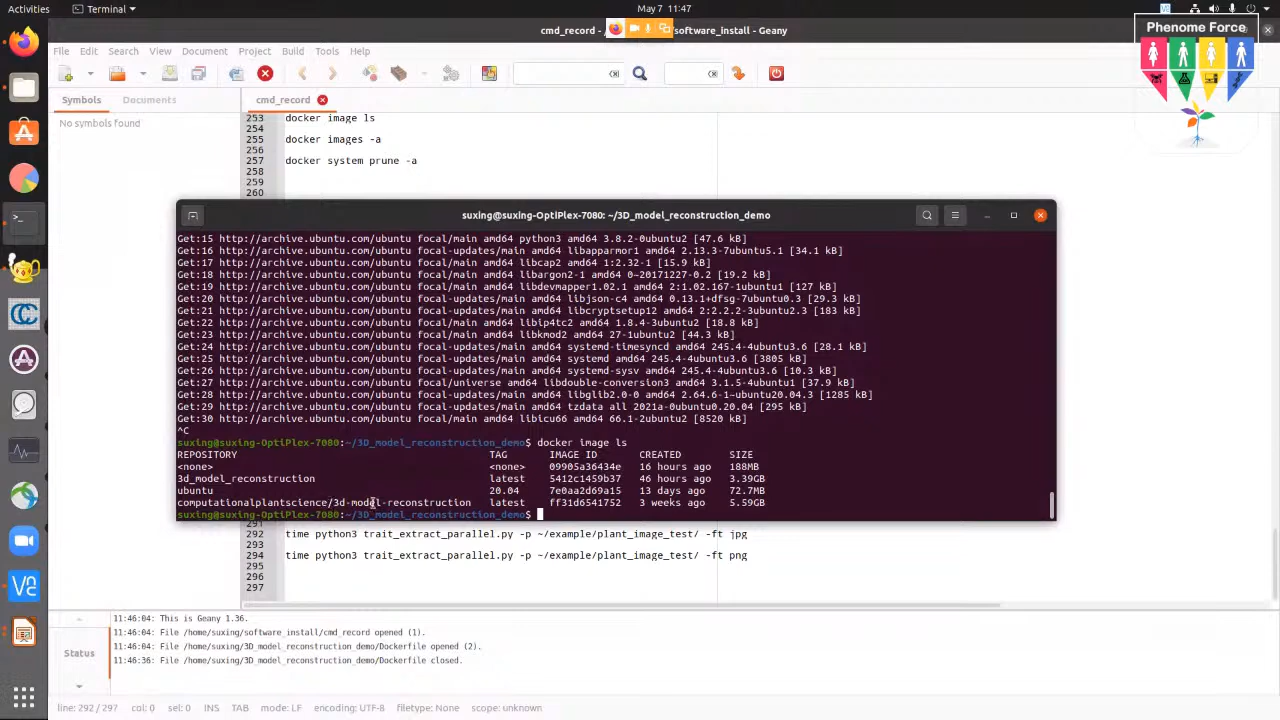 Activities
Terminal
May 7 11:47
cmd_record -
software_install - Geany
Phenome Force
File Edit Search View Document Project Build Tools Help
Symbols Documents
cmd_record
No symbols found
253 docker image ls
254
255 docker images -a
256
257 docker system prune -a
258
259
260
suxing@suxing-OptiPlex-7080: ~/3D_model_reconstruction_demo
Get:15 http://archive.ubuntu.com/ubuntu focal/main amd64 python3 amd64 3.8.2-0ubuntu2 [47.6 kB]
Get:16 http://archive.ubuntu.com/ubuntu focal-updates/main amd64 libapparmor1 amd64 2.13.3-7ubuntu5.1 [34.1 kB]
Get:17 http://archive.ubuntu.com/ubuntu focal/main amd64 libcap2 amd64 1:2.32-1 [15.9 kB]
Get:18 http://archive.ubuntu.com/ubuntu focal/main amd64 libargon2-1 amd64 0~20171227-0.2 [19.2 kB]
Get:19 http://archive.ubuntu.com/ubuntu focal/main amd64 libdevmapper1.02.1 amd64 2:1.02.167-1ubuntu1 [127 kB]
Get:20 http://archive.ubuntu.com/ubuntu focal-updates/main amd64 libjson-c4 amd64 0.13.1+dfsg-7ubuntu0.3 [29.3 kB]
Get:21 http://archive.ubuntu.com/ubuntu focal-updates/main amd64 libcryptsetup12 amd64 2:2.2.2-3ubuntu2.3 [183 kB]
Get:22 http://archive.ubuntu.com/ubuntu focal/main amd64 libip4tc2 amd64 1.8.4-3ubuntu2 [18.8 kB]
Get:23 http://archive.ubuntu.com/ubuntu focal/main amd64 libkmod2 amd64 27-1ubuntu2 [44.3 kB]
Get:24 http://archive.ubuntu.com/ubuntu focal-updates/main amd64 systemd-timesyncd amd64 245.4-4ubuntu3.6 [28.1 kB]
Get:25 http://archive.ubuntu.com/ubuntu focal-updates/main amd64 systemd amd64 245.4-4ubuntu3.6 [3805 kB]
Get:26 http://archive.ubuntu.com/ubuntu focal-updates/main amd64 systemd-sysv amd64 245.4-4ubuntu3.6 [10.3 kB]
Get:27 http://archive.ubuntu.com/ubuntu focal/universe amd64 libdouble-conversion3 amd64 3.1.5-4ubuntu1 [37.9 kB]
Get:28 http://archive.ubuntu.com/ubuntu focal-updates/main amd64 libglib2.0-0 amd64 2.64.6-1~ubuntu20.04.3 [1285 kB]
Get:29 http://archive.ubuntu.com/ubuntu focal-updates/main amd64 tzdata all 2021a-0ubuntu0.20.04 [295 kB]
Get:30 http://archive.ubuntu.com/ubuntu focal/main amd64 libicu66 amd64 66.1-2ubuntu2 [8520 kB]
^C
suxing@suxing-OptiPlex-7080:~/3D_model_reconstruction_demo$ docker image ls
REPOSITORY TAG IMAGE ID CREATED SIZE
<none> <none> 09905a36434e 16 hours ago 188MB
3d_model_reconstruction latest 5412c1459b37 46 hours ago 3.39GB
ubuntu 20.04 7e0aa2d69a15 13 days ago 72.7MB
computationalplantscience/3d-model-reconstruction latest ff31d6541752 3 weeks ago 5.59GB
suxing@suxing-OptiPlex-7080:~/3D_model_reconstruction_demo$
291
292 time python3 trait_extract_parallel.py -p ~/example/plant_image_test/ -ft jpg
293
294 time python3 trait_extract_parallel.py -p ~/example/plant_image_test/ -ft png
295
296
297
Status
11:46:04: This is Geany 1.36.
11:46:04: File /home/suxing/software_install/cmd_record opened (1).
11:46:04: File /home/suxing/3D_model_reconstruction_demo/Dockerfile opened (2).
11:46:36: File /home/suxing/3D_model_reconstruction_demo/Dockerfile closed.
line: 292 / 297 col: 0 sel: 0 INS TAB mode: LF encoding: UTF-8 filetype: None scope: unknown